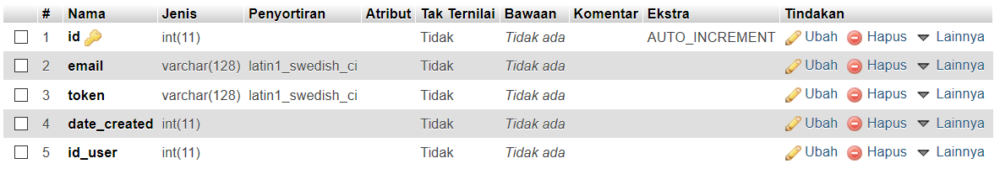 # Nama Jenis Penyortiran Atribut Tak Ternilai Bawaan Komentar Ekstra Tindakan
1 id int(11) Tidak Tidak ada AUTO_INCREMENT Ubah Hapus Lainnya
2 email varchar(128) latin1_swedish_ci Tidak Tidak ada Ubah Hapus Lainnya
3 token varchar(128) latin1_swedish_ci Tidak Tidak ada Ubah Hapus Lainnya
4 date_created int(11) Tidak Tidak ada Ubah Hapus Lainnya
5 id_user int(11) Tidak Tidak ada Ubah Hapus Lainnya